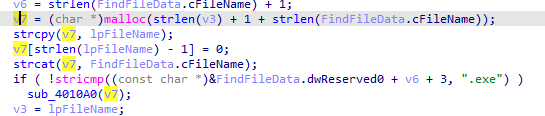 v6 = strlen(FindFileData.cFileName) + 1;
v7 = (char *)malloc(strlen(v3) + 1 + strlen(FindFileData.cFileName));
strcpy(v7, lpFileName);
v7[strlen(lpFileName) - 1] = 0;
strcat(v7, FindFileData.cFileName);
if ( !stricmp((const char *)&FindFileData.dwReserved0 + v6 + 3, ".exe") )
sub_4010A0(v7);
v3 = lpFileName;